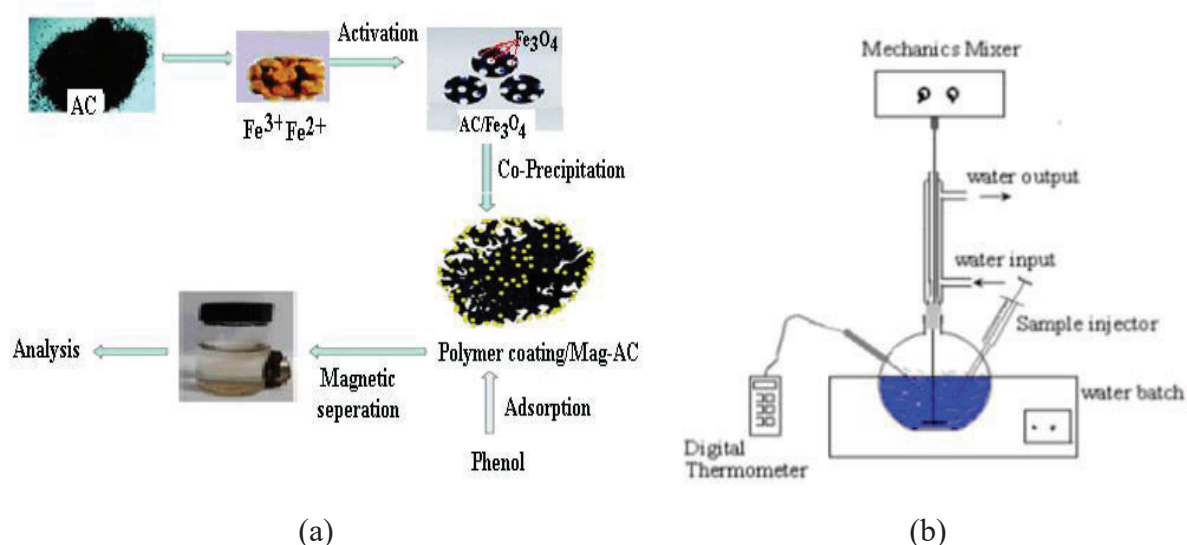 AC
Fe3+ Fe2+
Activation
Fe3O4
AC/Fe3O4
Co-Precipitation
Polymer coating/Mag-AC
Magnetic
seperation
Analysis
Adsorption
Phenol
(a)
Mechanics Mixer
water output
water input
Sample injector
water batch
Digital
Thermometer
(b)